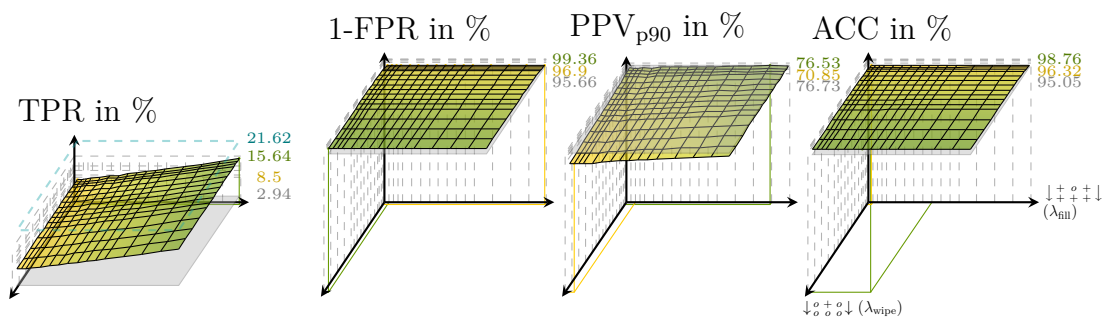 TPR in %
21.62
15.64
8.5
2.94
1-FPR in %
99.36
96.9
95.66
PPVp90 in %
76.53
70.85
76.73
ACC in %
98.76
96.32
95.05
↓ + o + ↓
↓ + + + ↓
(λfill)
↓ o + o ↓ (λwipe)
o o o